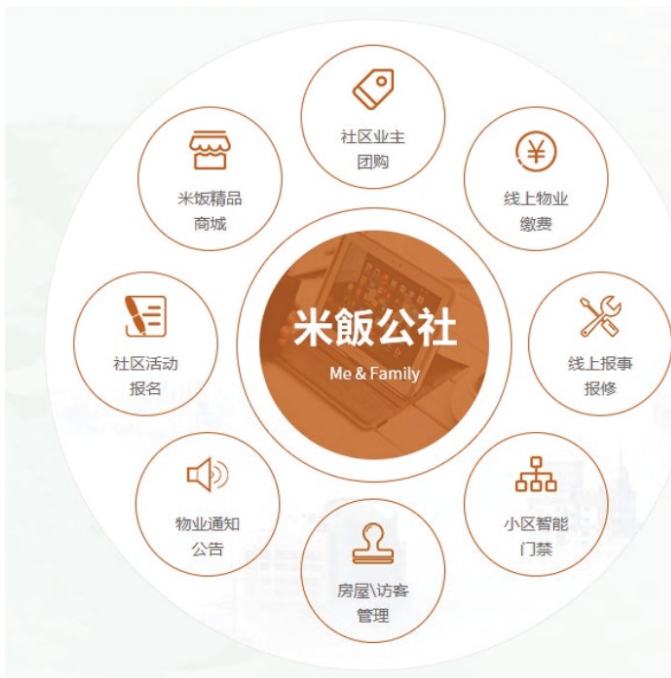 社区业主
团购
米饭精品
商城
线上物业
缴费
米飯公社
Me & Family
社区活动
报名
线上报事
报修
物业通知
公告
小区智能
门禁
房屋\访客
管理